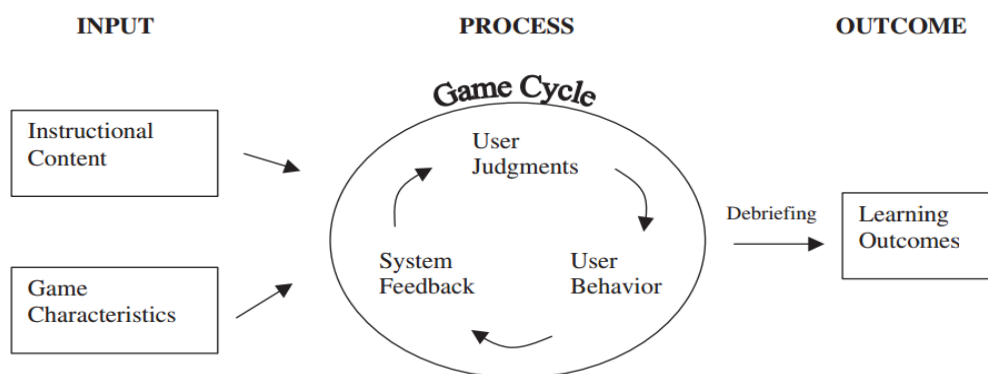 INPUT
PROCESS
OUTCOME
Game Cycle
Instructional
Content
User
Judgments
Debriefing
Learning
Outcomes
System
Feedback
User
Behavior
Game
Characteristics